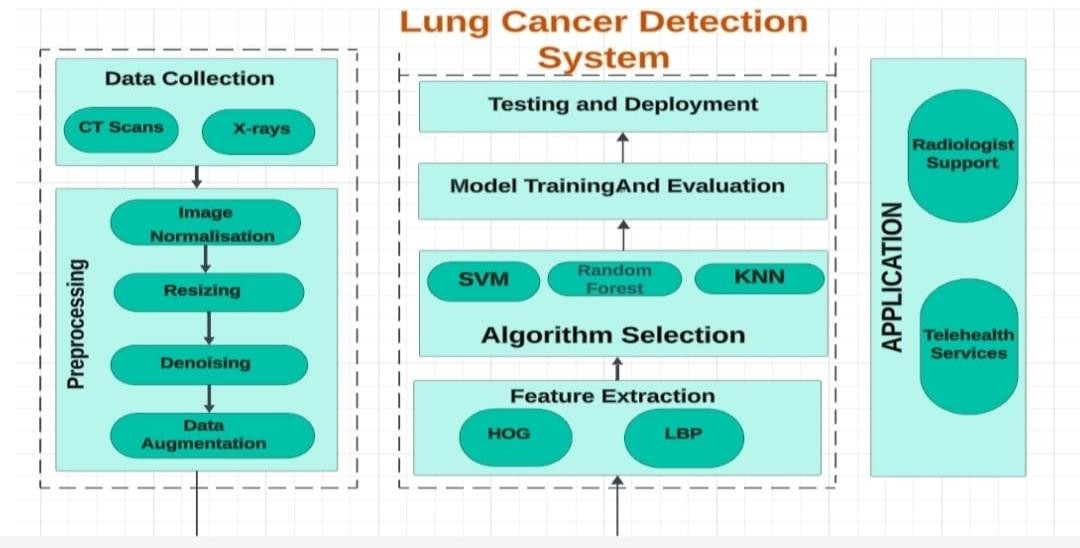 Lung Cancer Detection
System
Data Collection
CT Scans
X-rays
Preprocessing
Image
Normalisation
Resizing
Denoising
Data
Augmentation
Testing and Deployment
Model TrainingAnd Evaluation
SVM
Random
Forest
KNN
Algorithm Selection
Feature Extraction
HOG
LBP
APPLICATION
Radiologist
Support
Telehealth
Services